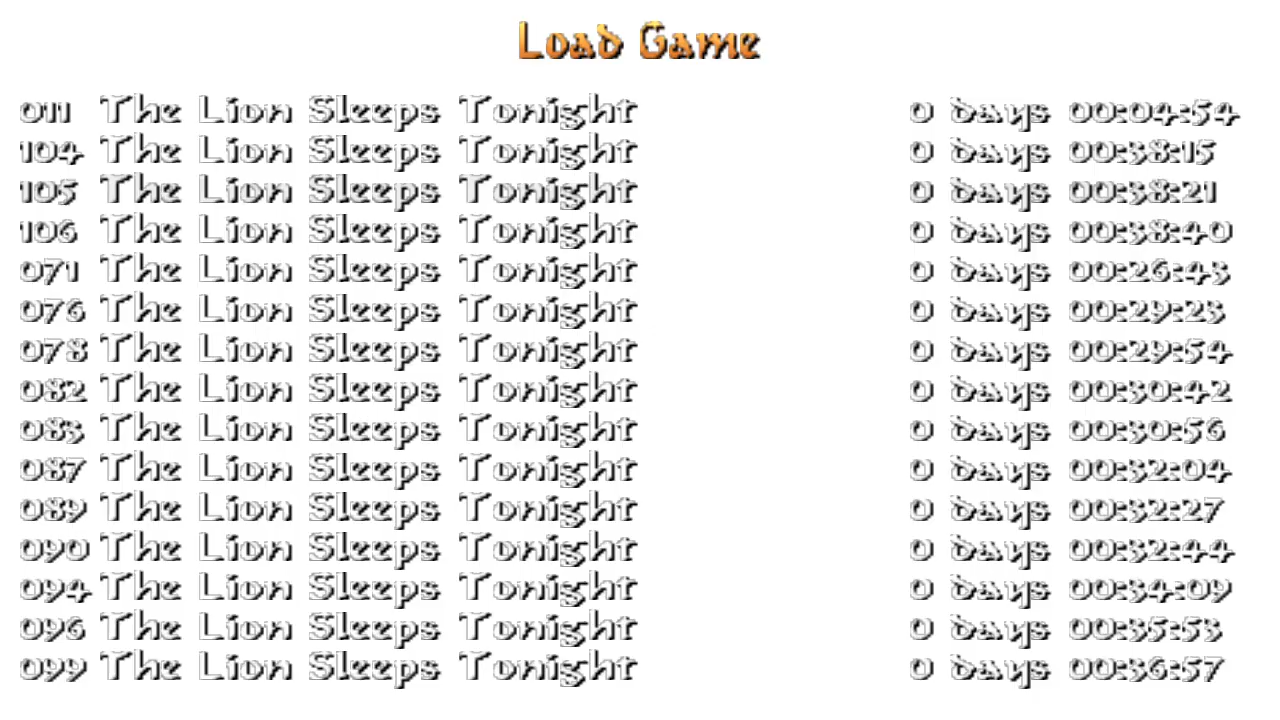 Load Game
011 The Lion Sleeps Tonight 0 days 00:04:54
104 The Lion Sleeps Tonight 0 days 00:38:15
105 The Lion Sleeps Tonight 0 days 00:38:21
106 The Lion Sleeps Tonight 0 days 00:38:40
071 The Lion Sleeps Tonight 0 days 00:26:43
076 The Lion Sleeps Tonight 0 days 00:29:23
078 The Lion Sleeps Tonight 0 days 00:29:54
082 The Lion Sleeps Tonight 0 days 00:30:42
083 The Lion Sleeps Tonight 0 days 00:30:56
087 The Lion Sleeps Tonight 0 days 00:32:04
089 The Lion Sleeps Tonight 0 days 00:32:27
090 The Lion Sleeps Tonight 0 days 00:32:44
094 The Lion Sleeps Tonight 0 days 00:34:09
096 The Lion Sleeps Tonight 0 days 00:35:53
099 The Lion Sleeps Tonight 0 days 00:36:57